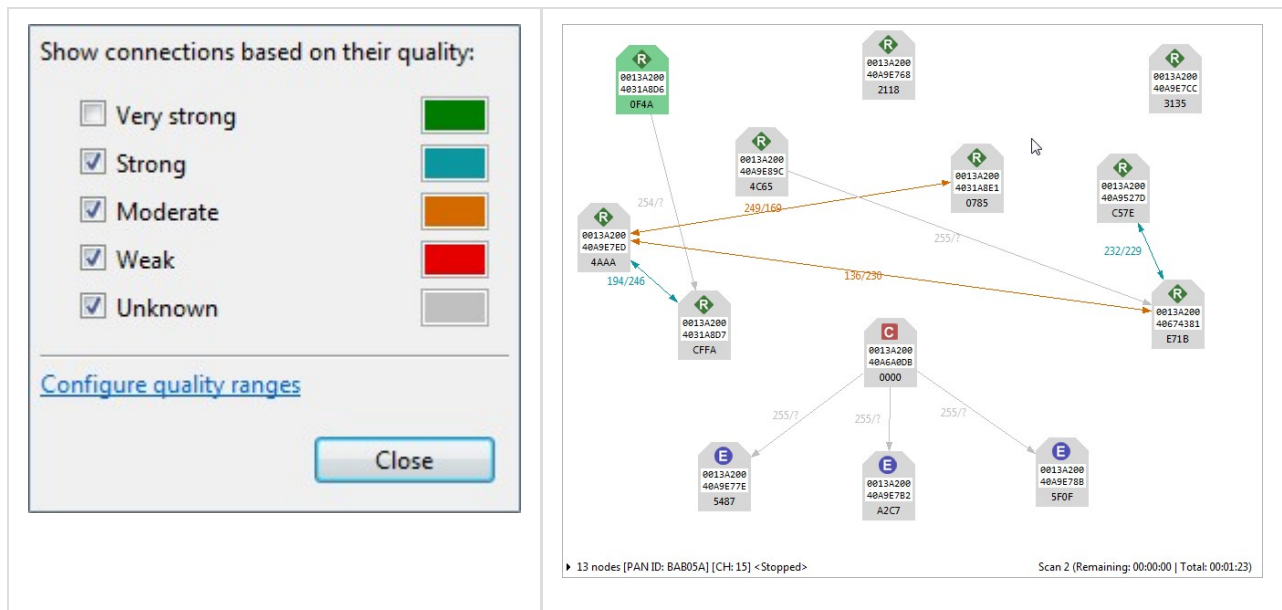 Show connections based on their quality:
Very strong
Strong
Moderate
Weak
Unknown
Configure quality ranges
Close
R
0013A200
4031A8D6
0F4A
R
0013A200
40A9E768
2118
R
0013A200
40A9E7CC
3135
R
0013A200
40A9E89C
4C65
R
0013A200
4031A8E1
0785
R
0013A200
40A9527D
C57E
254/?
249/169
R
0013A200
40A9E7ED
4AAA
255/?
232/229
136/230
194/246
R
0013A200
4031A8D7
CFFA
R
0013A200
40674381
E71B
C
0013A200
40A6A0DB
0000
255/?
255/?
255/?
E
0013A200
40A9E77E
5487
E
0013A200
40A9E7B2
A2C7
E
0013A200
40A9E78B
5F0F
13 nodes [PAN ID: BAB05A] [CH: 15] <Stopped>
Scan 2 (Remaining: 00:00:00 | Total: 00:01:23)